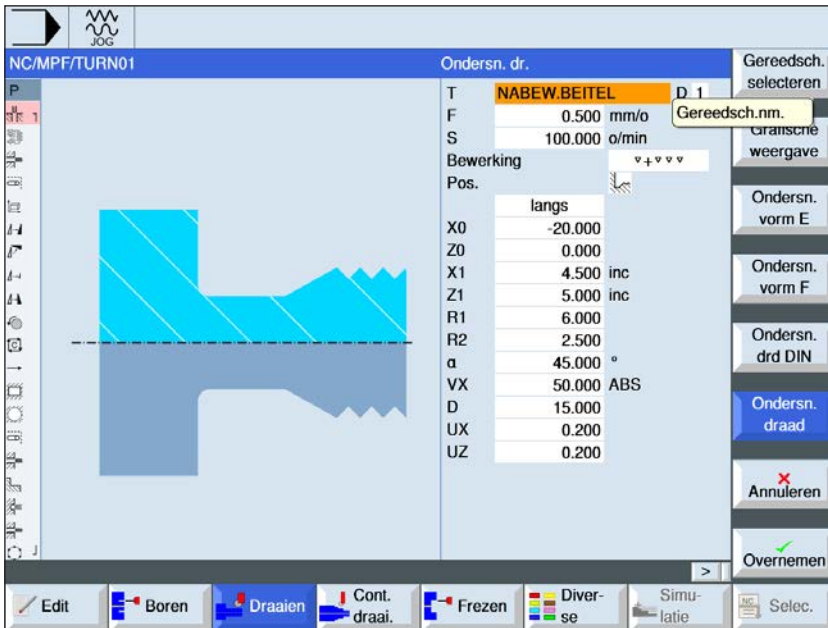 JOG
NC/MPF/TURN01
Ondersn. dr.
P
1
T NABEW.BEITEL D 1
Gereedsch.nm.
F 0.500 mm/o
S 100.000 o/min
Bewerking
Pos.
langs
X0 -20.000
Z0 0.000
X1 4.500 inc
Z1 5.000 inc
R1 6.000
R2 2.500
α 45.000 °
VX 50.000 ABS
D 15.000
UX 0.200
UZ 0.200
Gereedsch.
selecteren
Grafische
weergave
Ondersn.
vorm E
Ondersn.
vorm F
Ondersn.
drd DIN
Ondersn.
draad
Annuleren
Overnemen
>
Edit
Boren
Draaien
Cont.
draai.
Frezen
Diver-
se
Simu-
latie
NC
Selec.